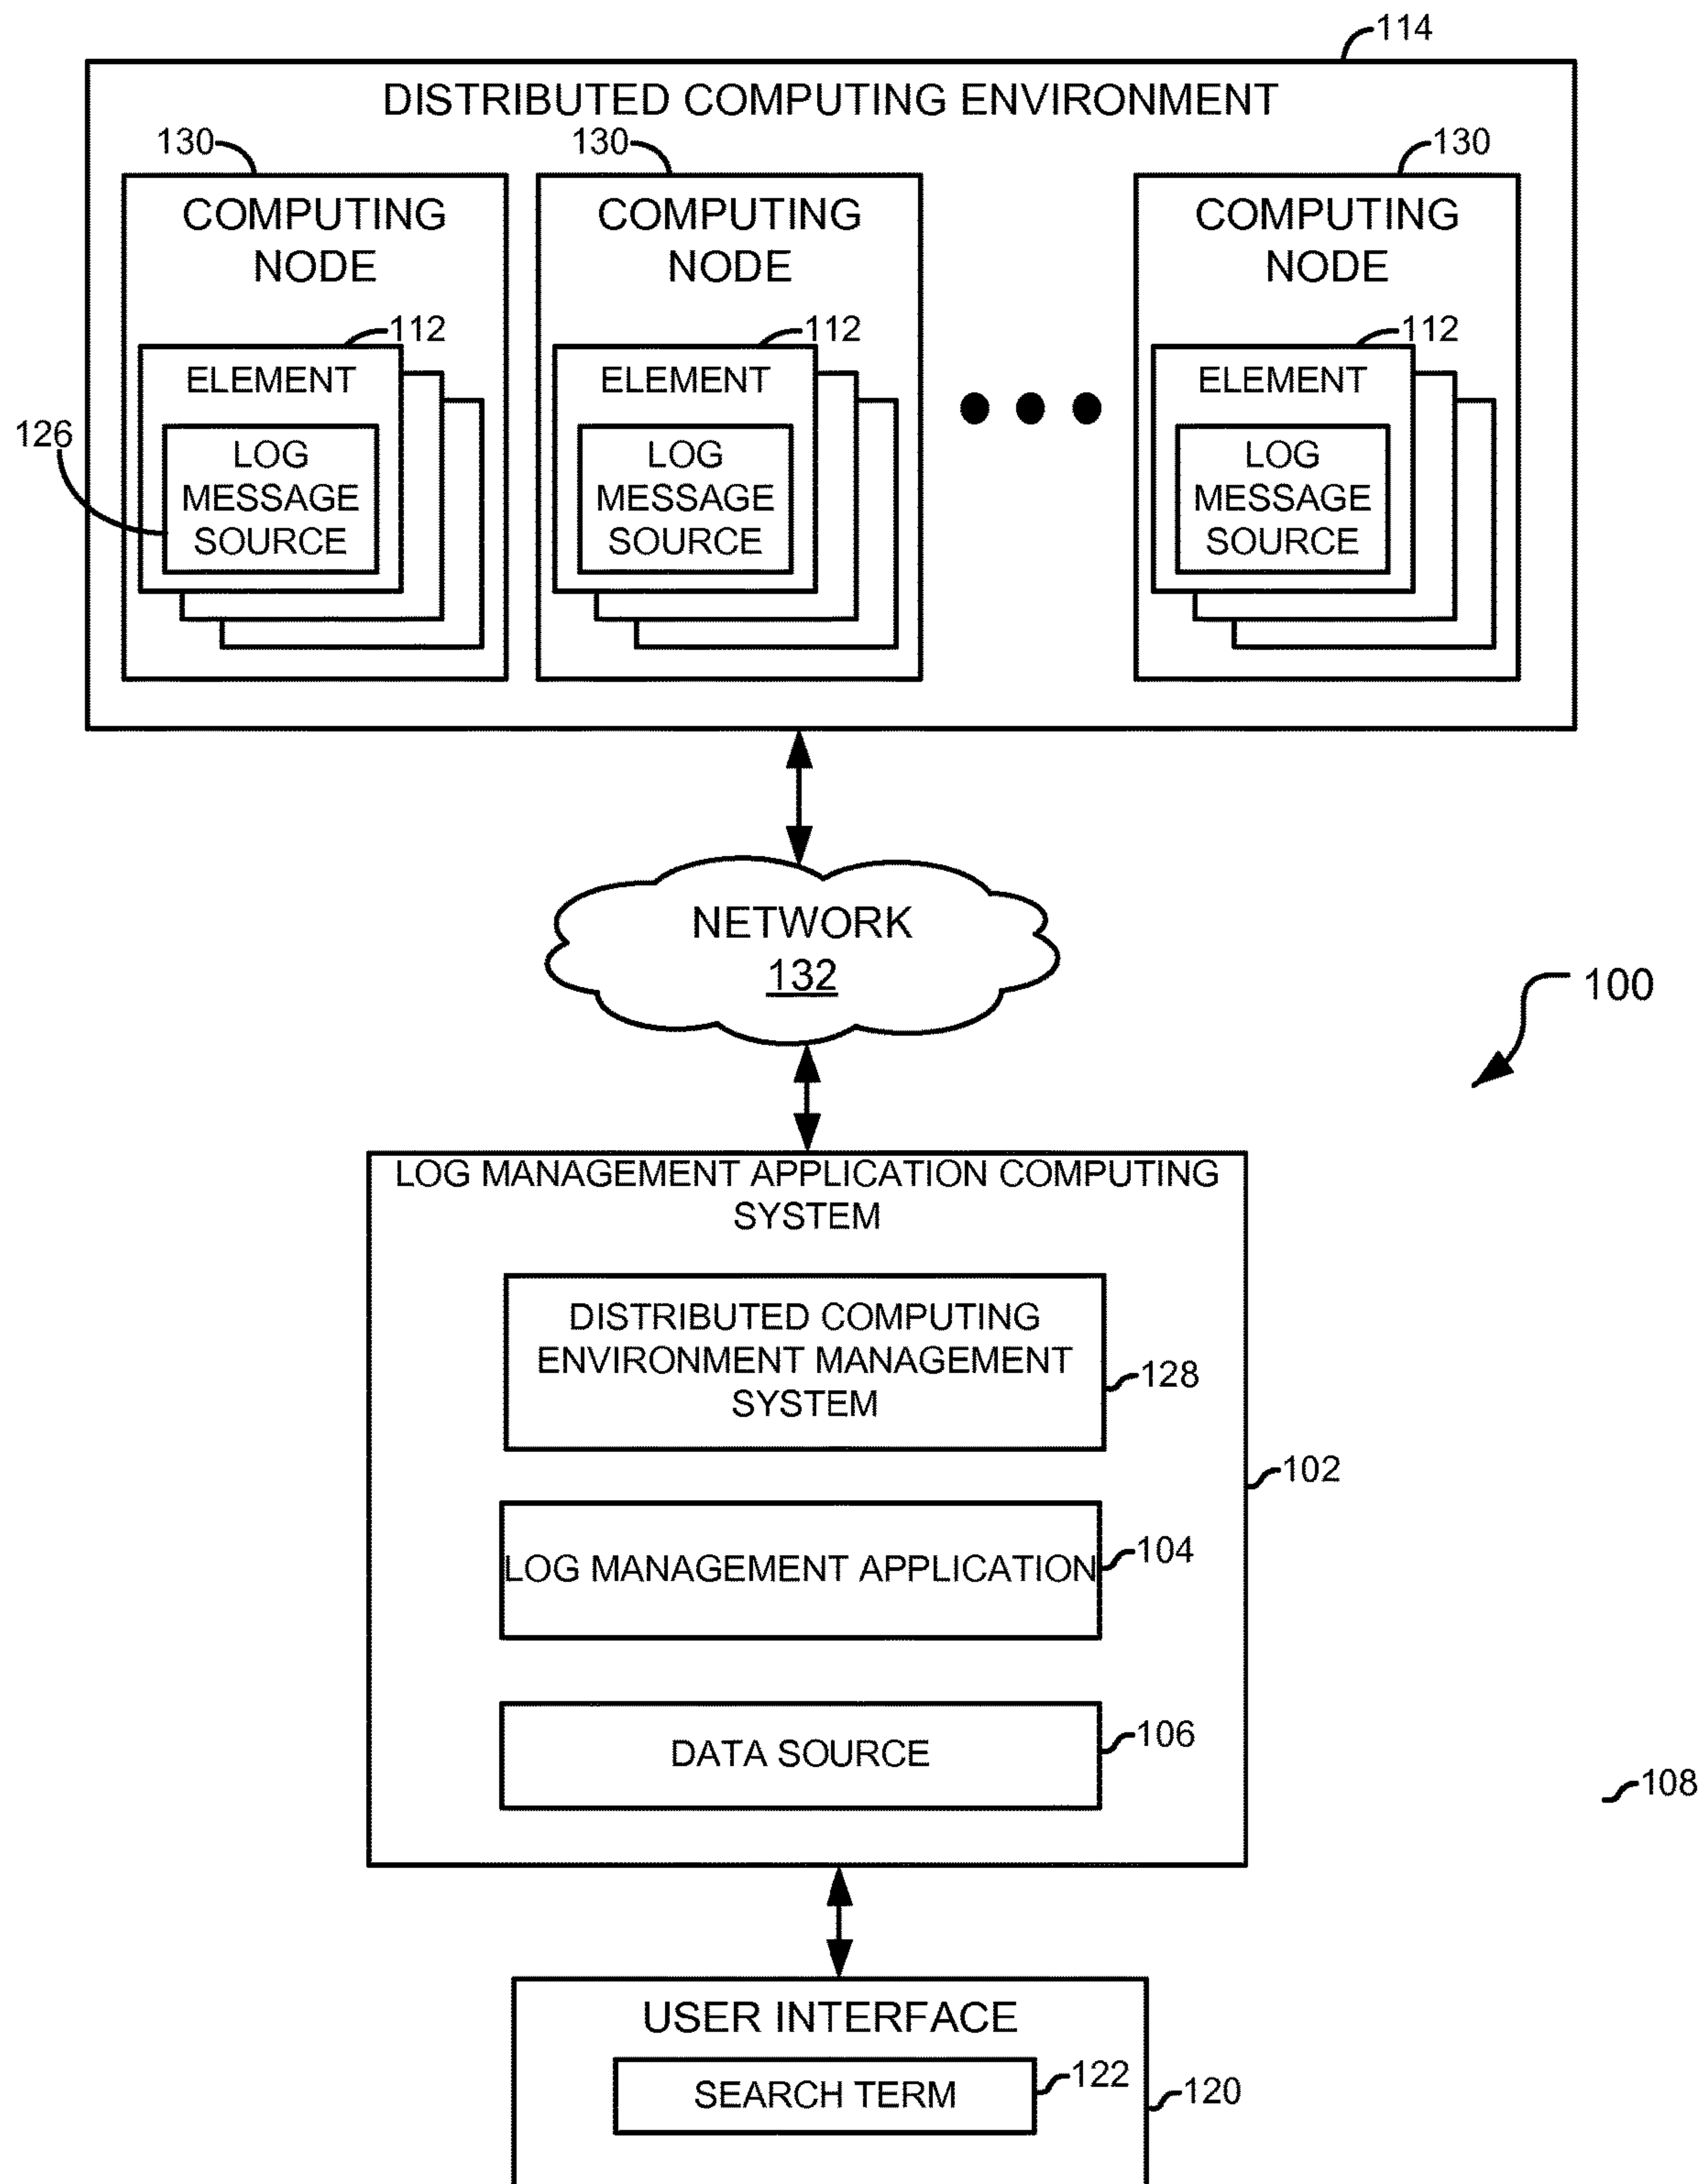 114
DISTRIBUTED COMPUTING ENVIRONMENT
130
130
130
COMPUTING
NODE
COMPUTING
NODE
COMPUTING
NODE
112
112
112
ELEMENT
ELEMENT
ELEMENT
126
LOG
MESSAGE
SOURCE
LOG
MESSAGE
SOURCE
LOG
MESSAGE
SOURCE
NETWORK
132
100
LOG MANAGEMENT APPLICATION COMPUTING
SYSTEM
DISTRIBUTED COMPUTING
ENVIRONMENT MANAGEMENT
SYSTEM
128
102
LOG MANAGEMENT APPLICATION
104
DATA SOURCE
106
108
USER INTERFACE
SEARCH TERM
122
120